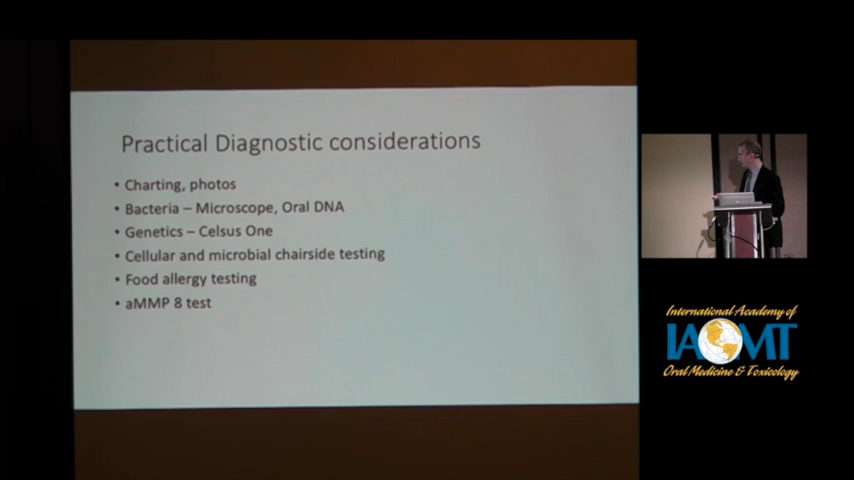 Practical Diagnostic considerations
• Charting, photos
• Bacteria – Microscope, Oral DNA
• Genetics – Celsus One
• Cellular and microbial chairside testing
• Food allergy testing
• aMMP 8 test
International Academy of
IAOMT
Oral Medicine & Toxicology